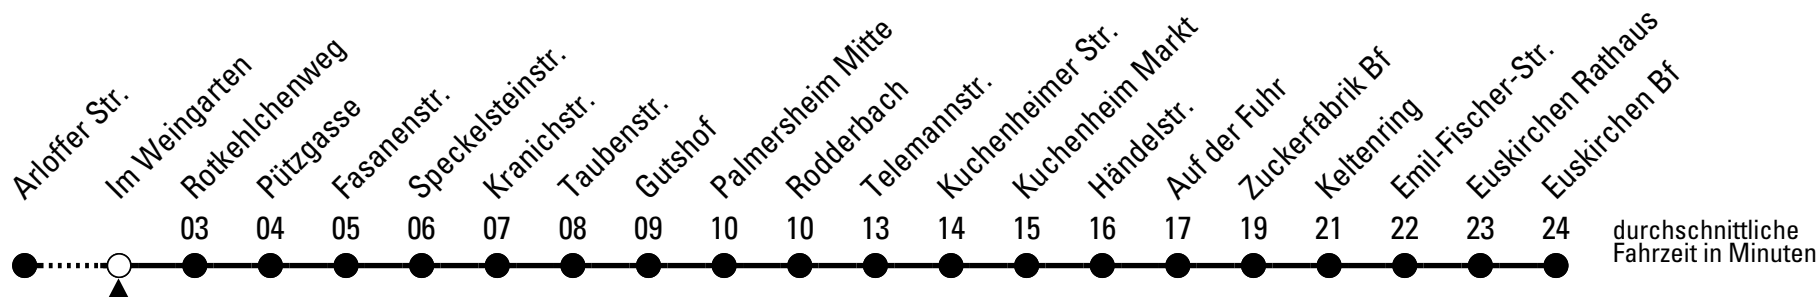 Arloffer Str.
Im Weingarten
Rotkehlchenweg
Pützgasse
Fasanenstr.
Speckelsteinstr.
Kranichstr.
Taubenstr.
Gutshof
Palmersheim Mitte
Rodderbach
Telemannstr.
Kuchenheimer Str.
Kuchenheim Markt
Händelstr.
Auf der Fuhr
Zuckerfabrik Bf
Keltenring
Emil-Fischer-Str.
Euskirchen Rathaus
Euskirchen Bf
03 04 05 06 07 08 09 10 10 13 14 15 16 17 19 21 22 23 24
durchschnittliche
Fahrzeit in Minuten